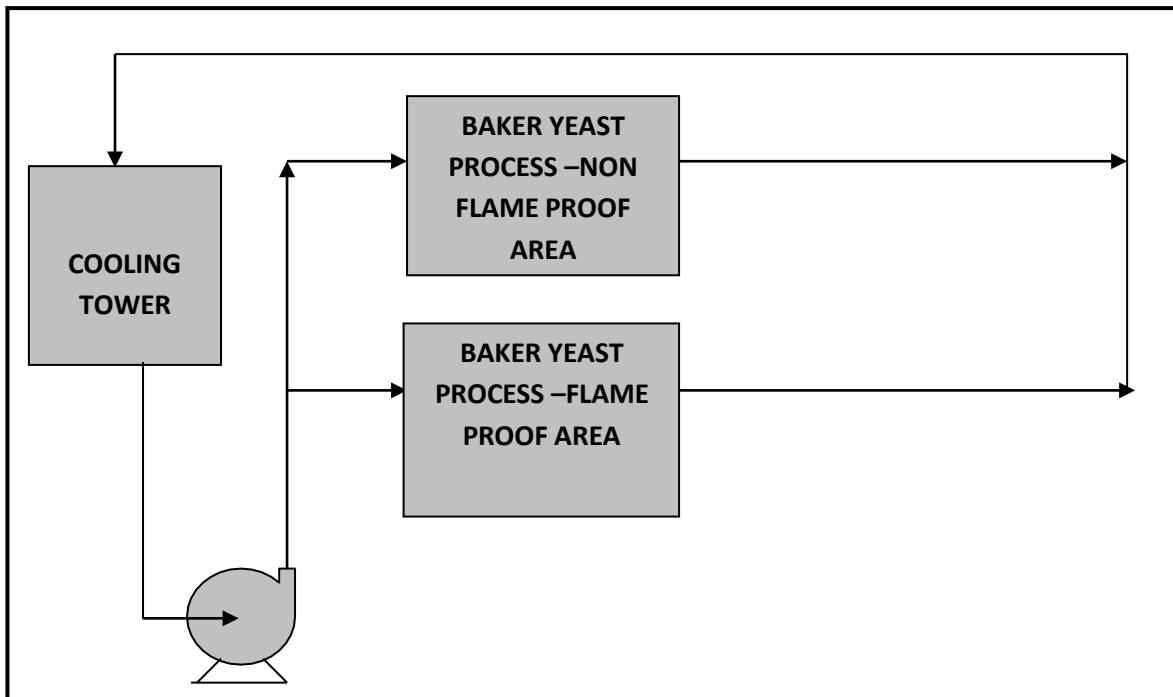 BAKER YEAST
PROCESS –NON
FLAME PROOF
AREA
COOLING
TOWER
BAKER YEAST
PROCESS –FLAME
PROOF AREA